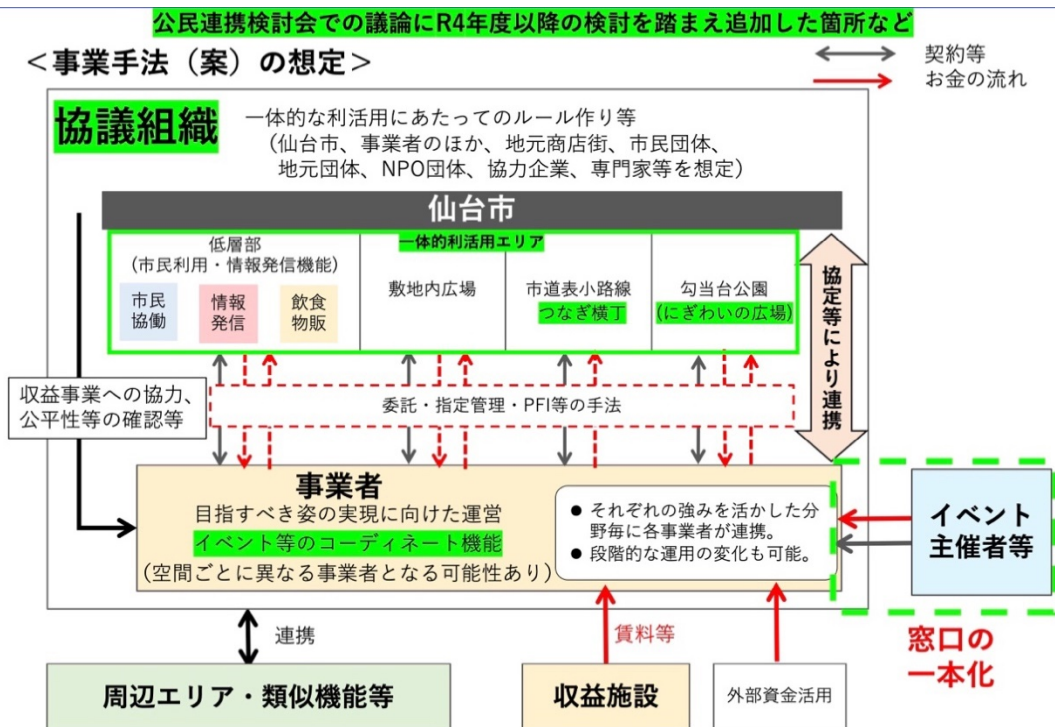 公民連携検討会での議論にR4年度以降の検討を踏まえ追加した箇所など
＜事業手法（案）の想定＞
契約等
お金の流れ
協議組織
一体的な利活用にあたってのルール作り等
(仙台市、事業者のほか、地元商店街、市民団体、
地元団体、NPO団体、協力企業、専門家等を想定)
仙台市
一体的利活用エリア
低層部
(市民利用・情報発信機能)
市民
協働
情報
発信
飲食
物販
敷地内広場
市道表小路線
つなぎ横丁
勾当台公園
(にぎわいの広場)
協定等により連携
収益事業への協力、
公平性等の確認等
委託・指定管理・PFI等の手法
事業者
目指すべき姿の実現に向けた運営
イベント等のコーディネート機能
(空間ごとに異なる事業者となる可能性あり)
● それぞれの強みを活かした分
野毎に各事業者が連携。
● 段階的な運用の変化も可能。
イベント
主催者等
窓口の
一本化
連携
賃料等
周辺エリア・類似機能等
収益施設
外部資金活用